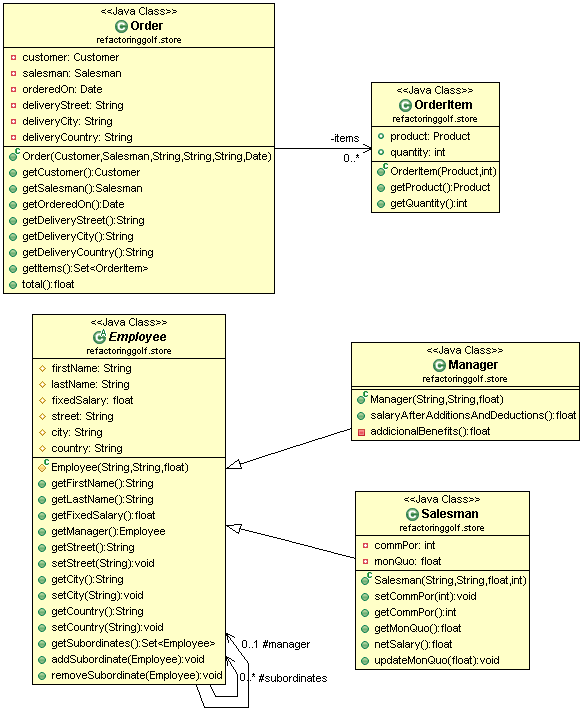 <<Java Class>>
Order
refactoringgolf.store
customer: Customer
salesman: Salesman
orderedOn: Date
deliveryStreet: String
deliveryCity: String
deliveryCountry: String
Order(Customer,Salesman,String,String,String,Date)
getCustomer():Customer
getSalesman():Salesman
getOrderedOn():Date
getDeliveryStreet():String
getDeliveryCity():String
getDeliveryCountry():String
getItems():Set<OrderItem>
total():float
-items
0..*
<<Java Class>>
OrderItem
refactoringgolf.store
product: Product
quantity: int
OrderItem(Product,int)
getProduct():Product
getQuantity():int
<<Java Class>>
Employee
refactoringgolf.store
firstName: String
lastName: String
fixedSalary: float
street: String
city: String
country: String
Employee(String,String,float)
getFirstName():String
getLastName():String
getFixedSalary():float
getManager():Employee
getStreet():String
setStreet(String):void
getCity():String
setCity(String):void
getCountry():String
setCountry(String):void
getSubordinates():Set<Employee>
addSubordinate(Employee):void
removeSubordinate(Employee):void
0..1 #manager
0..* #subordinates
<<Java Class>>
Manager
refactoringgolf.store
Manager(String,String,float)
salaryAfterAdditionsAndDeductions():float
addicionalBenefits():float
<<Java Class>>
Salesman
refactoringgolf.store
commPor: int
monQuo: float
Salesman(String,String,float,int)
setCommPor(int):void
getCommPor():int
getMonQuo():float
netSalary():float
updateMonQuo(float):void